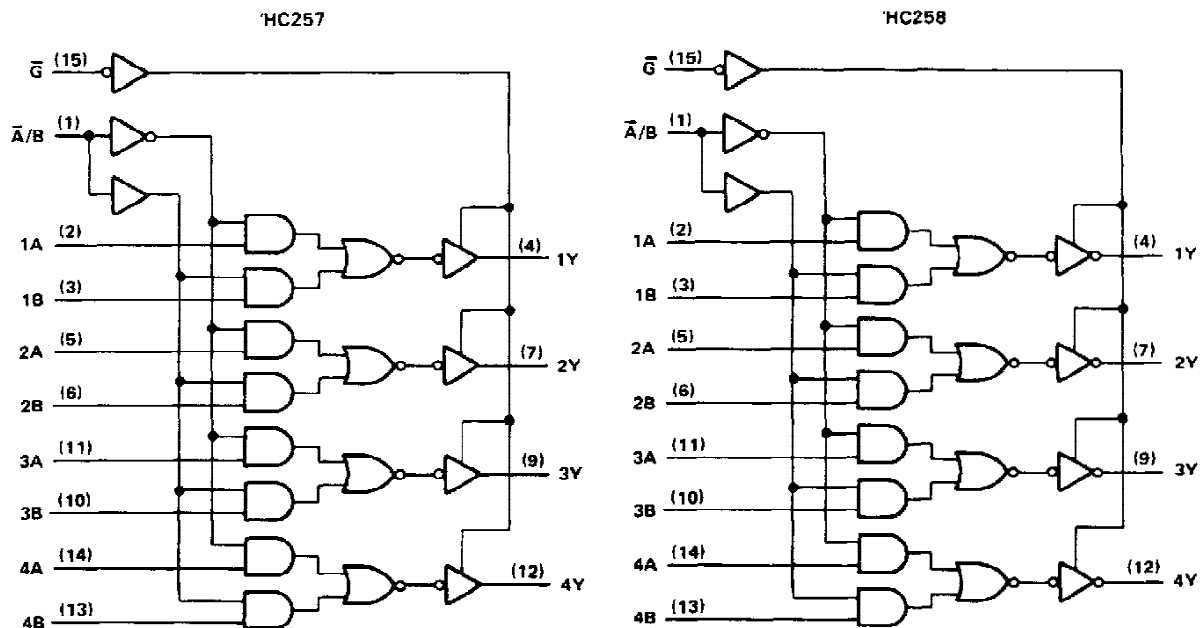 'HC257
G̅ (15)
A̅/B (1)
1A (2)
(4) 1Y
1B (3)
2A (5)
(7) 2Y
2B (6)
3A (11)
(9) 3Y
3B (10)
4A (14)
(12) 4Y
4B (13)
'HC258
G̅ (15)
A̅/B (1)
1A (2)
(4) 1Y
1B (3)
2A (5)
(7) 2Y
2B (6)
3A (11)
(9) 3Y
3B (10)
4A (14)
(12) 4Y
4B (13)